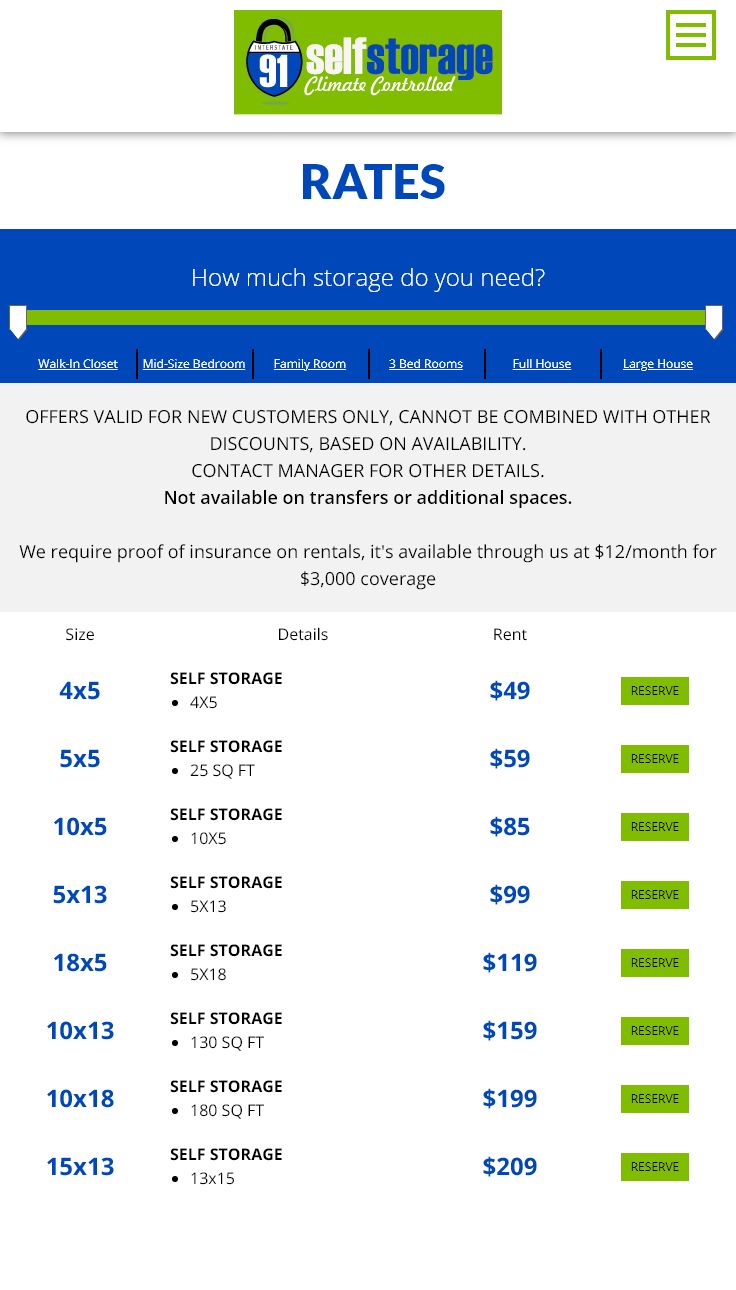 INTERSTATE
91
selfstorage
Climate Controlled
RATES
How much storage do you need?
Walk-In Closet
Mid-Size Bedroom
Family Room
3 Bed Rooms
Full House
Large House
OFFERS VALID FOR NEW CUSTOMERS ONLY, CANNOT BE COMBINED WITH OTHER
DISCOUNTS, BASED ON AVAILABILITY.
CONTACT MANAGER FOR OTHER DETAILS.
Not available on transfers or additional spaces.
We require proof of insurance on rentals, it's available through us at $12/month for
$3,000 coverage
Size Details Rent
4x5 SELF STORAGE $49 RESERVE
4X5
5x5 SELF STORAGE $59 RESERVE
25 SQ FT
10x5 SELF STORAGE $85 RESERVE
10X5
5x13 SELF STORAGE $99 RESERVE
5X13
18x5 SELF STORAGE $119 RESERVE
5X18
10x13 SELF STORAGE $159 RESERVE
130 SQ FT
10x18 SELF STORAGE $199 RESERVE
180 SQ FT
15x13 SELF STORAGE $209 RESERVE
13x15